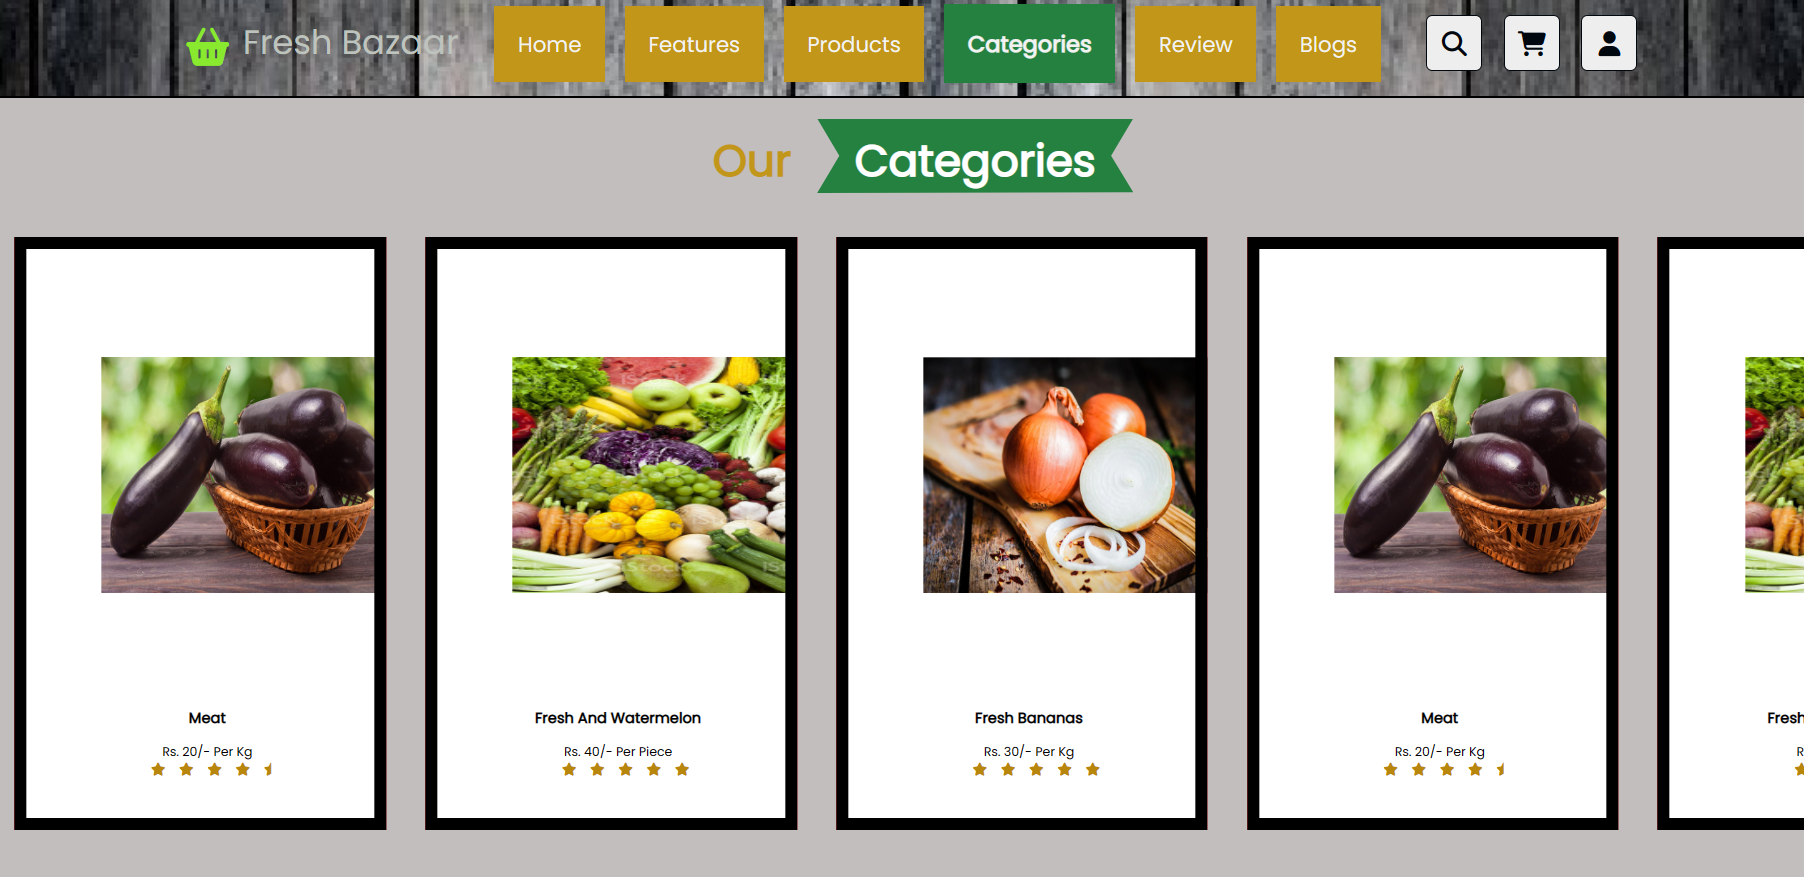 Fresh Bazaar
Home
Features
Products
Categories
Review
Blogs
Our Categories
Meat
Rs. 20/- Per Kg
Fresh And Watermelon
Rs. 40/- Per Piece
Fresh Bananas
Rs. 30/- Per Kg
Meat
Rs. 20/- Per Kg
Fresh
R